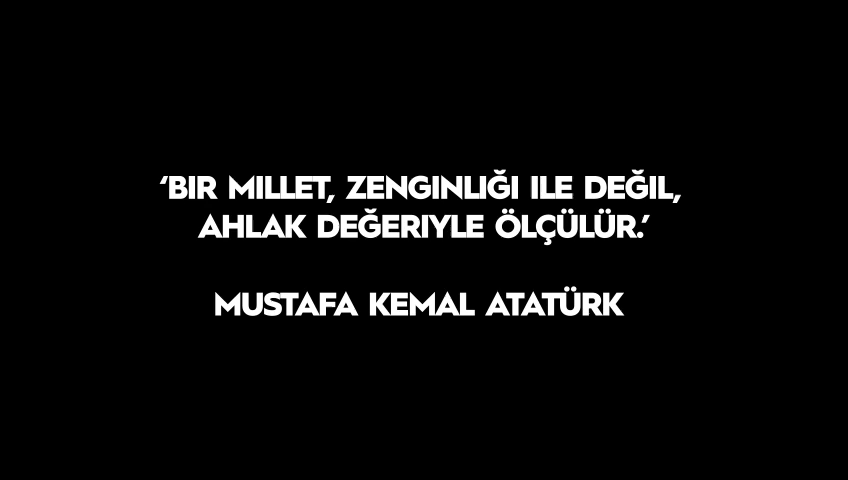 ‘BIR MILLET, ZENGINLIĞI ILE DEĞIL,
AHLAK DEĞERIYLE ÖLÇÜLÜR.’
MUSTAFA KEMAL ATATÜRK